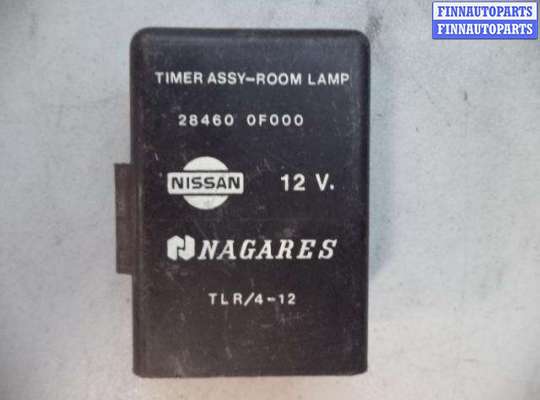 FINNAUTOPARTS
FINNAUTOPARTS
TIMER ASSY-ROOM LAMP
28460 0F000
NISSAN 12 V.
NAGARES
TLR/4-12